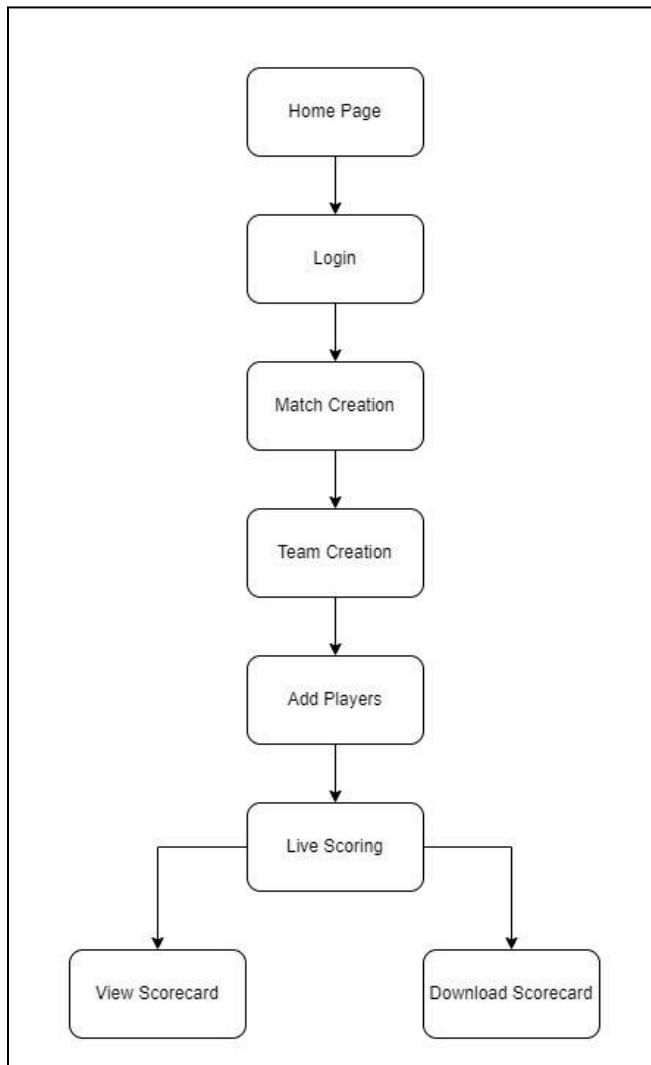 Home Page
Login
Match Creation
Team Creation
Add Players
Live Scoring
View Scorecard
Download Scorecard